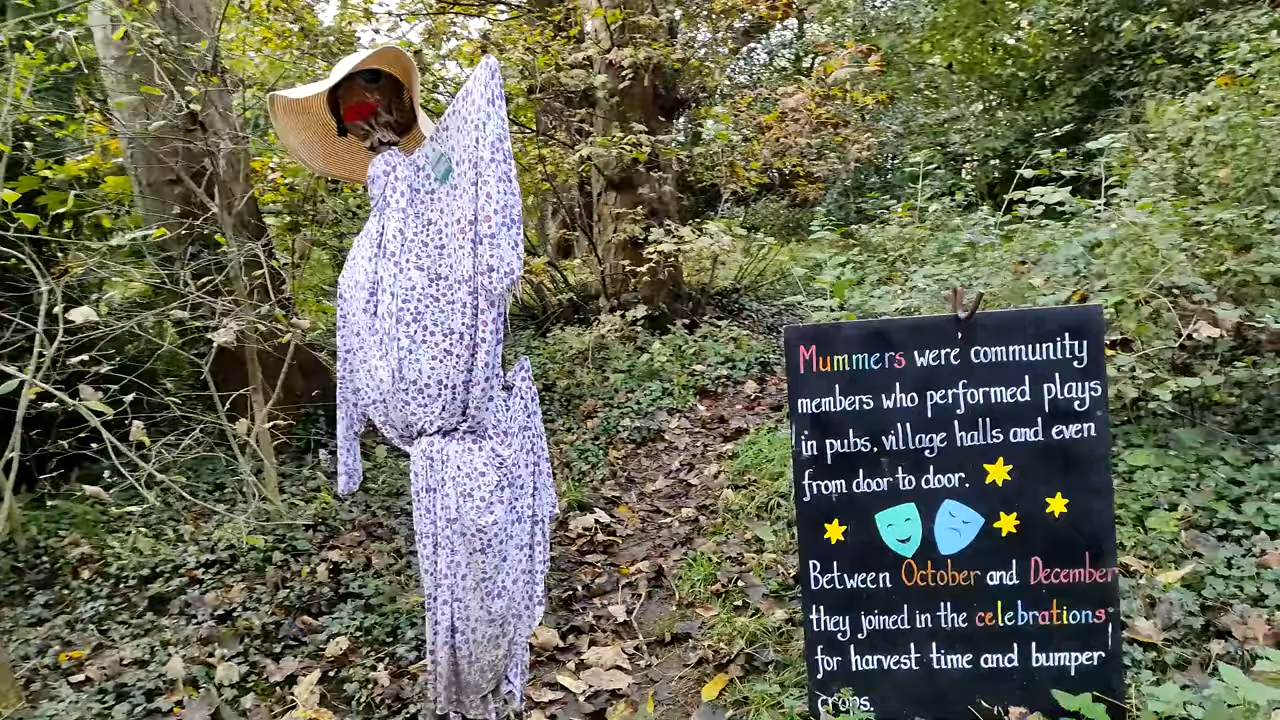 Mummers were community
members who performed plays
in pubs, village halls and even
from door to door.
Between October and December
they joined in the celebrations
for harvest time and bumper
crops.